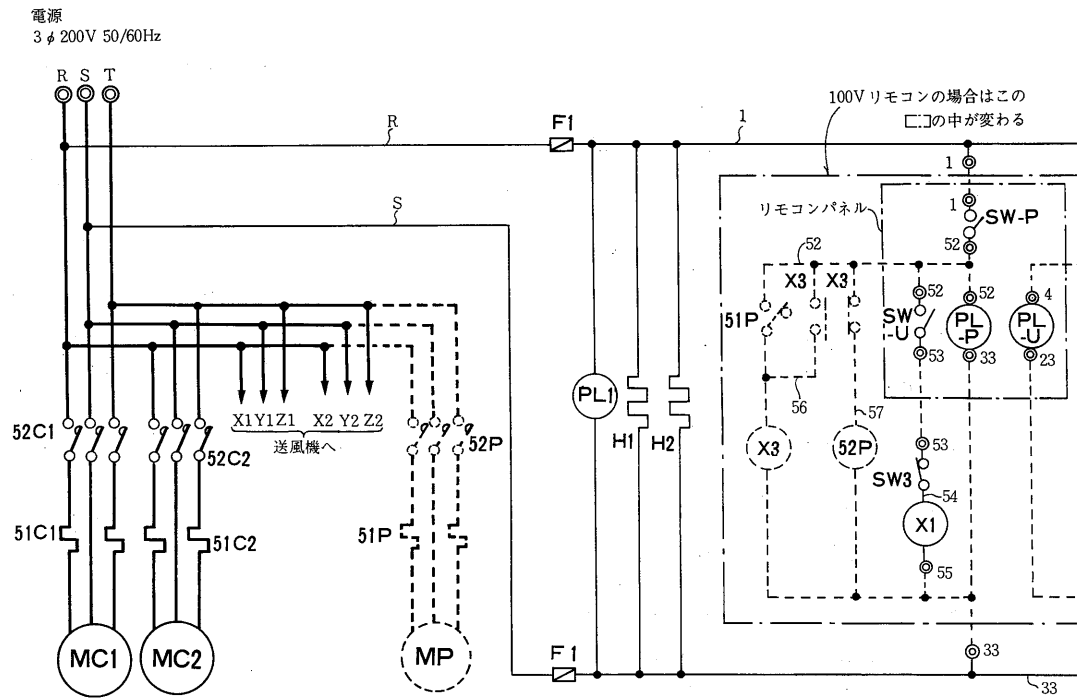 電源
3φ200V 50/60Hz
R S T
R
F1
1
100Vリモコンの場合はこの
の中が変わる
1
S
リモコンパネル
1
SW-P
52
52
X3 X3
51P
52
SW
-U
53
52
PL
-P
33
4
PL
-U
23
56
57
X3
52P
53
SW3
54
X1
55
PL1
H1
H2
52C1
52C2
X1 Y1 Z1 X2 Y2 Z2
送風機へ
52P
51C1
51C2
51P
MC1
MC2
MP
F1
33
33